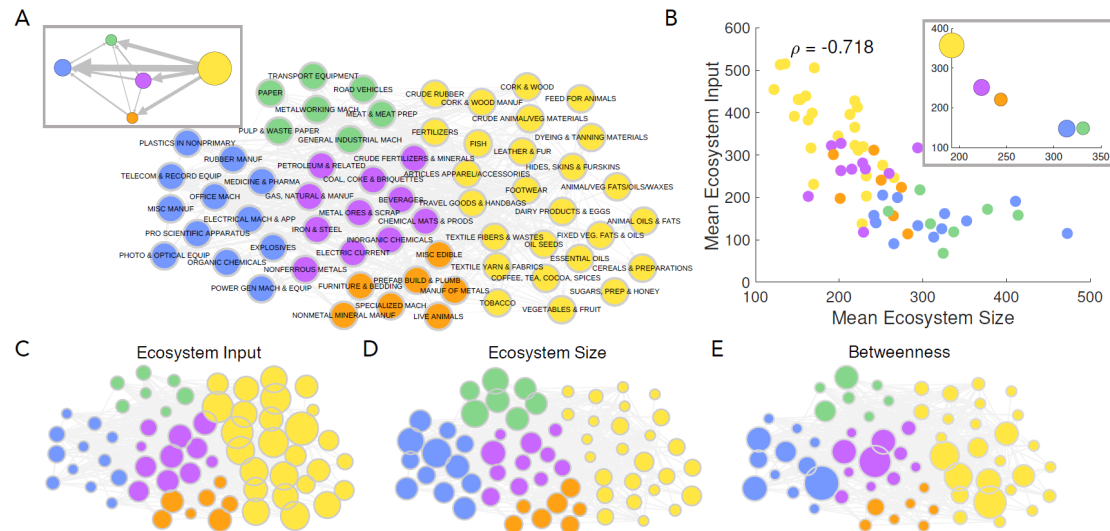 A
TRANSPORT EQUIPMENT
PAPER
ROAD VEHICLES
METALWORKING MACH
MEAT & MEAT PREP
PULP & WASTE PAPER
GENERAL INDUSTRIAL MACH
CRUDE RUBBER
CORK & WOOD
CORK & WOOD MANUF
FEED FOR ANIMALS
CRUDE ANIMAL/VEG MATERIALS
FERTILIZERS
FISH
DYEING & TANNING MATERIALS
LEATHER & FUR
HIDES, SKINS & FURSKINS
ARTICLES APPAREL/ACCESSORIES
FOOTWEAR
ANIMAL/VEG FATS/OILS/WAXES
TRAVEL GOODS & HANDBAGS
DAIRY PRODUCTS & EGGS
ANIMAL OILS & FATS
FIXED VEG. FATS & OILS
TEXTILE FIBERS & WASTES
OIL SEEDS
ESSENTIAL OILS
TEXTILE YARN & FABRICS
CEREALS & PREPARATIONS
COFFEE, TEA, COCOA, SPICES
SUGARS, PREP & HONEY
TOBACCO
VEGETABLES & FRUIT
PLASTICS IN NONPRIMARY
RUBBER MANUF
TELECOM & RECORD EQUIP
MEDICINE & PHARMA
OFFICE MACH
MISC MANUF
ELECTRICAL MACH & APP
PRO SCIENTIFIC APPARATUS
EXPLOSIVES
PHOTO & OPTICAL EQUIP
ORGANIC CHEMICALS
POWER GEN MACH & EQUIP
PETROLEUM & RELATED
CRUDE FERTILIZERS & MINERALS
COAL, COKE & BRIQUETTES
GAS, NATURAL & MANUF
BEVERAGES
METAL ORES & SCRAP
CHEMICAL MATS & PRODS
IRON & STEEL
INORGANIC CHEMICALS
ELECTRIC CURRENT
NONFERROUS METALS
MISC EDIBLE
FURNITURE & BEDDING
PREFAB BUILD & PLUMB
MANUF OF METALS
SPECIALIZED MACH
NONMETAL MINERAL MANUF
LIVE ANIMALS
B
ρ = -0.718
Mean Ecosystem Input
600
500
400
300
200
100
0
100 200 300 400 500
Mean Ecosystem Size
400
300
200
100
200 250 300 350
C
Ecosystem Input
D
Ecosystem Size
E
Betweenness